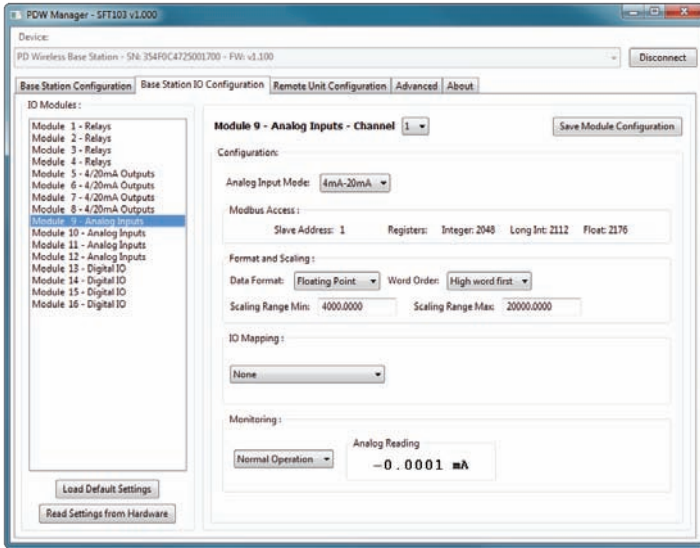 PDW Manager - SFT103 v1.000
Device:
PD Wireless Base Station - SN: 354F0C4725001700 - FW: v1.100
Disconnect
Base Station Configuration Base Station IO Configuration Remote Unit Configuration Advanced About
IO Modules :
Module 1 - Relays
Module 2 - Relays
Module 3 - Relays
Module 4 - Relays
Module 5 - 4/20mA Outputs
Module 6 - 4/20mA Outputs
Module 7 - 4/20mA Outputs
Module 8 - 4/20mA Outputs
Module 9 - Analog Inputs
Module 10 - Analog Inputs
Module 11 - Analog Inputs
Module 12 - Analog Inputs
Module 13 - Digital IO
Module 14 - Digital IO
Module 15 - Digital IO
Module 16 - Digital IO
Load Default Settings
Read Settings from Hardware
Module 9 - Analog Inputs - Channel 1
Save Module Configuration
Configuration:
Analog Input Mode: 4mA-20mA
Modbus Access :
Slave Address: 1 Registers: Integer: 2048 Long Int: 2112 Float: 2176
Format and Scaling :
Data Format: Floating Point Word Order: High word first
Scaling Range Min: 4000.0000 Scaling Range Max: 20000.0000
IO Mapping :
None
Monitoring :
Normal Operation
Analog Reading
-0.0001 mA